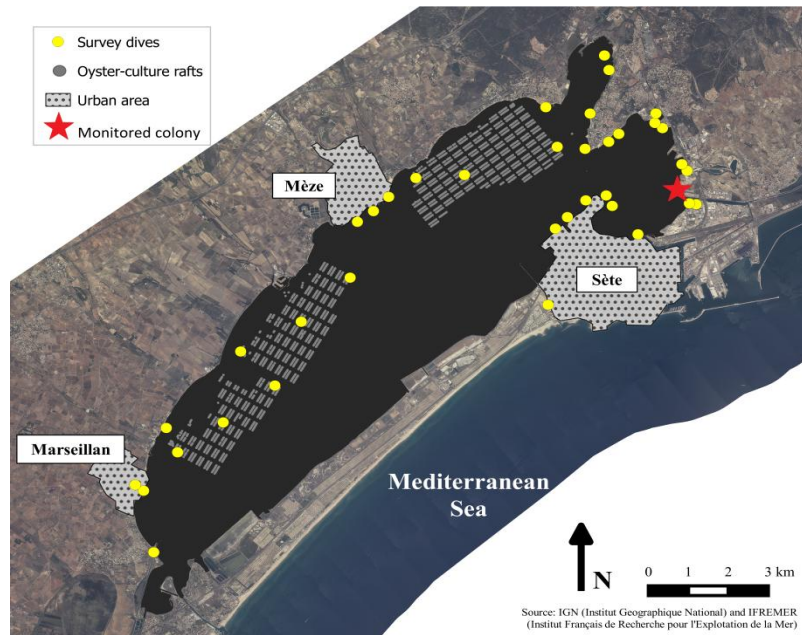 Survey dives
Oyster-culture rafts
Urban area
Monitored colony
Mèze
Sète
Marseillan
Mediterranean
Sea
N
0 1 2 3 km
Source: IGN (Institut Geographique National) and IFREMER
(Institut Français de Recherche pour l'Explotation de la Mer)